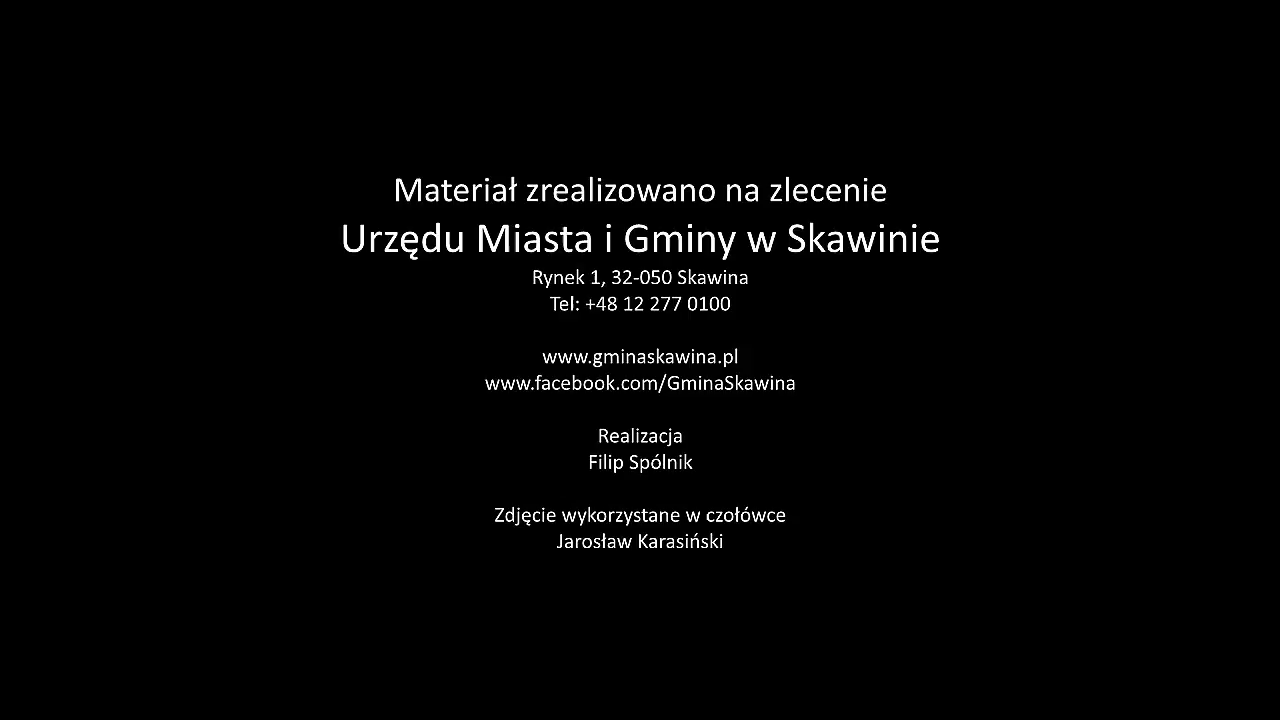 Materiał zrealizowano na zlecenie
Urzędu Miasta i Gminy w Skawinie
Rynek 1, 32-050 Skawina
Tel: +48 12 277 0100
www.gminaskawina.pl
www.facebook.com/GminaSkawina
Realizacja
Filip Spólnik
Zdjęcie wykorzystane w czołówce
Jarosław Karasiński